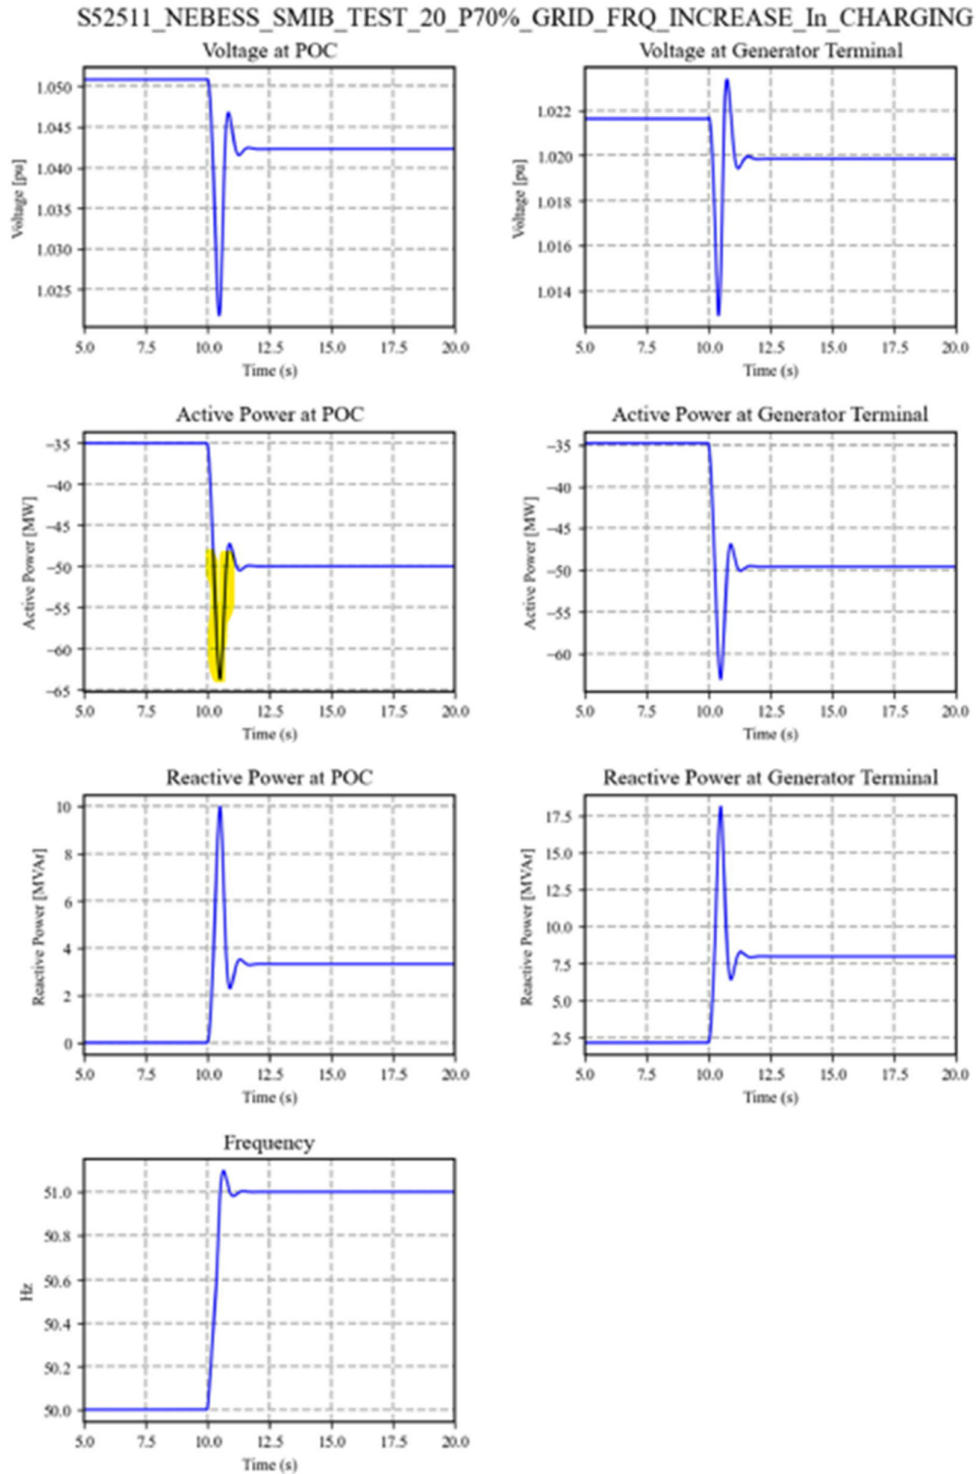 S52511_NEBESS_SMIB_TEST_20_P70%_GRID_FRQ_INCREASE_In_CHARGING
Voltage at POC
Voltage [pu]
1.050
1.045
1.040
1.035
1.030
1.025
5.0 7.5 10.0 12.5 15.0 17.5 20.0
Time (s)
Voltage at Generator Terminal
Voltage [pu]
1.022
1.020
1.018
1.016
1.014
5.0 7.5 10.0 12.5 15.0 17.5 20.0
Time (s)
Active Power at POC
Active Power [MW]
−35
−40
−45
−50
−55
−60
−65
5.0 7.5 10.0 12.5 15.0 17.5 20.0
Time (s)
Active Power at Generator Terminal
Active Power [MW]
−35
−40
−45
−50
−55
−60
5.0 7.5 10.0 12.5 15.0 17.5 20.0
Time (s)
Reactive Power at POC
Reactive Power [MVAr]
10
8
6
4
2
0
5.0 7.5 10.0 12.5 15.0 17.5 20.0
Time (s)
Reactive Power at Generator Terminal
Reactive Power [MVAr]
17.5
15.0
12.5
10.0
7.5
5.0
2.5
5.0 7.5 10.0 12.5 15.0 17.5 20.0
Time (s)
Frequency
Hz
51.0
50.8
50.6
50.4
50.2
50.0
5.0 7.5 10.0 12.5 15.0 17.5 20.0
Time (s)